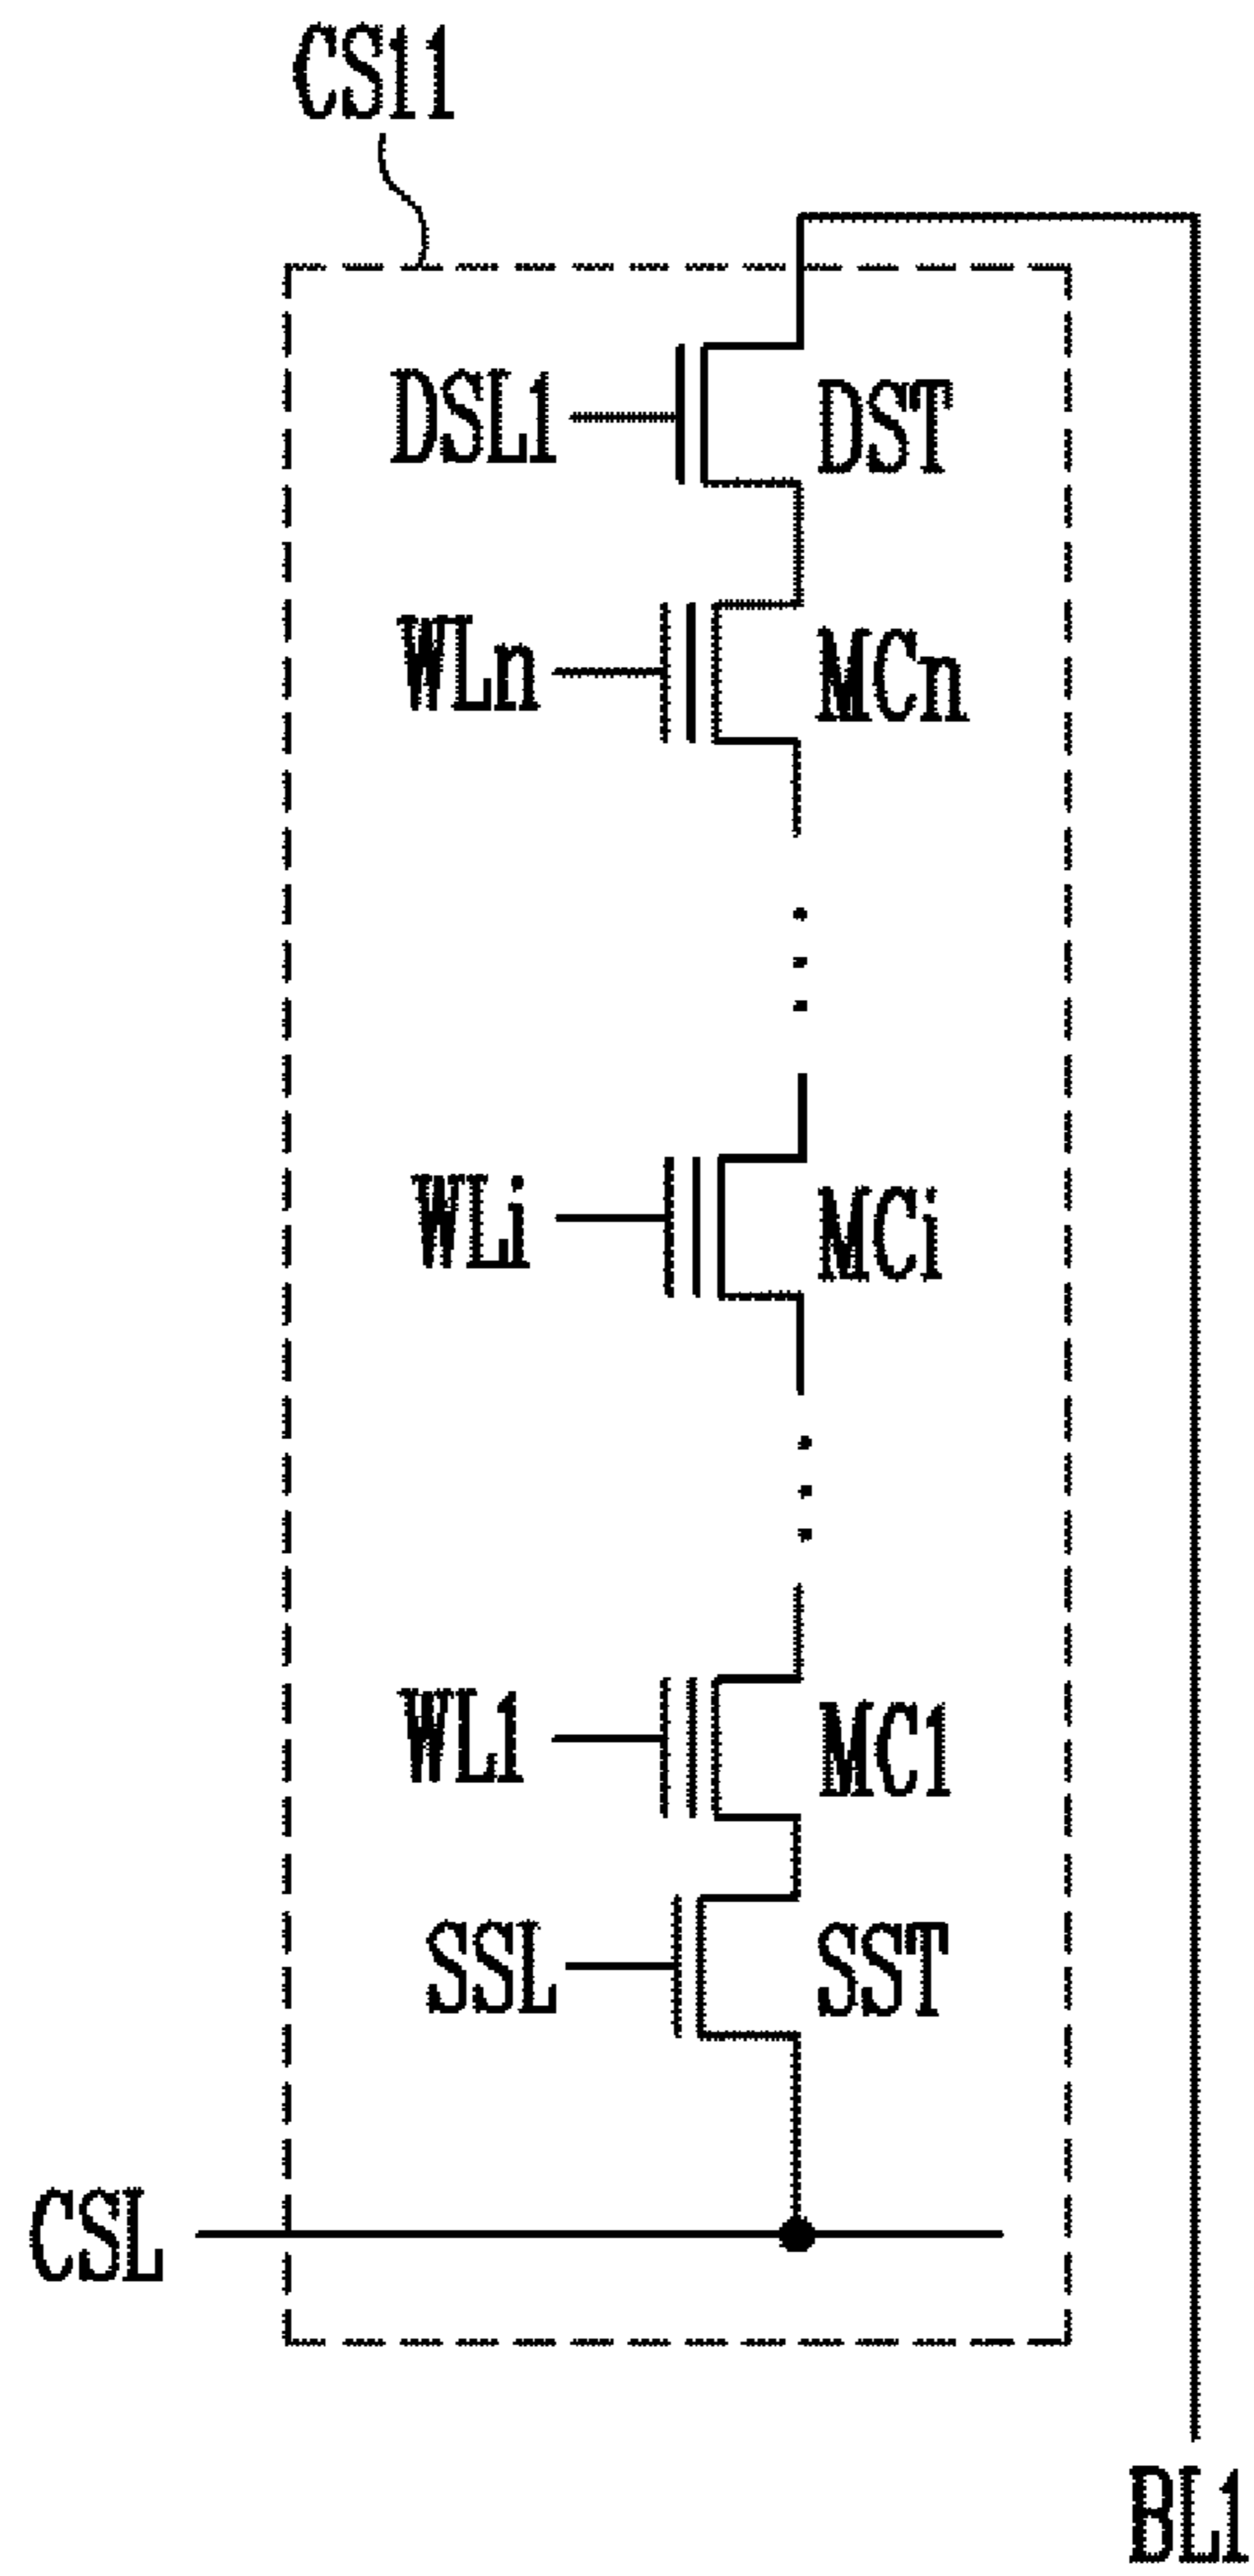 CS11
DSL1 DST
WLn MCn
WLi MCi
WL1 MC1
SSL SST
CSL
BL1